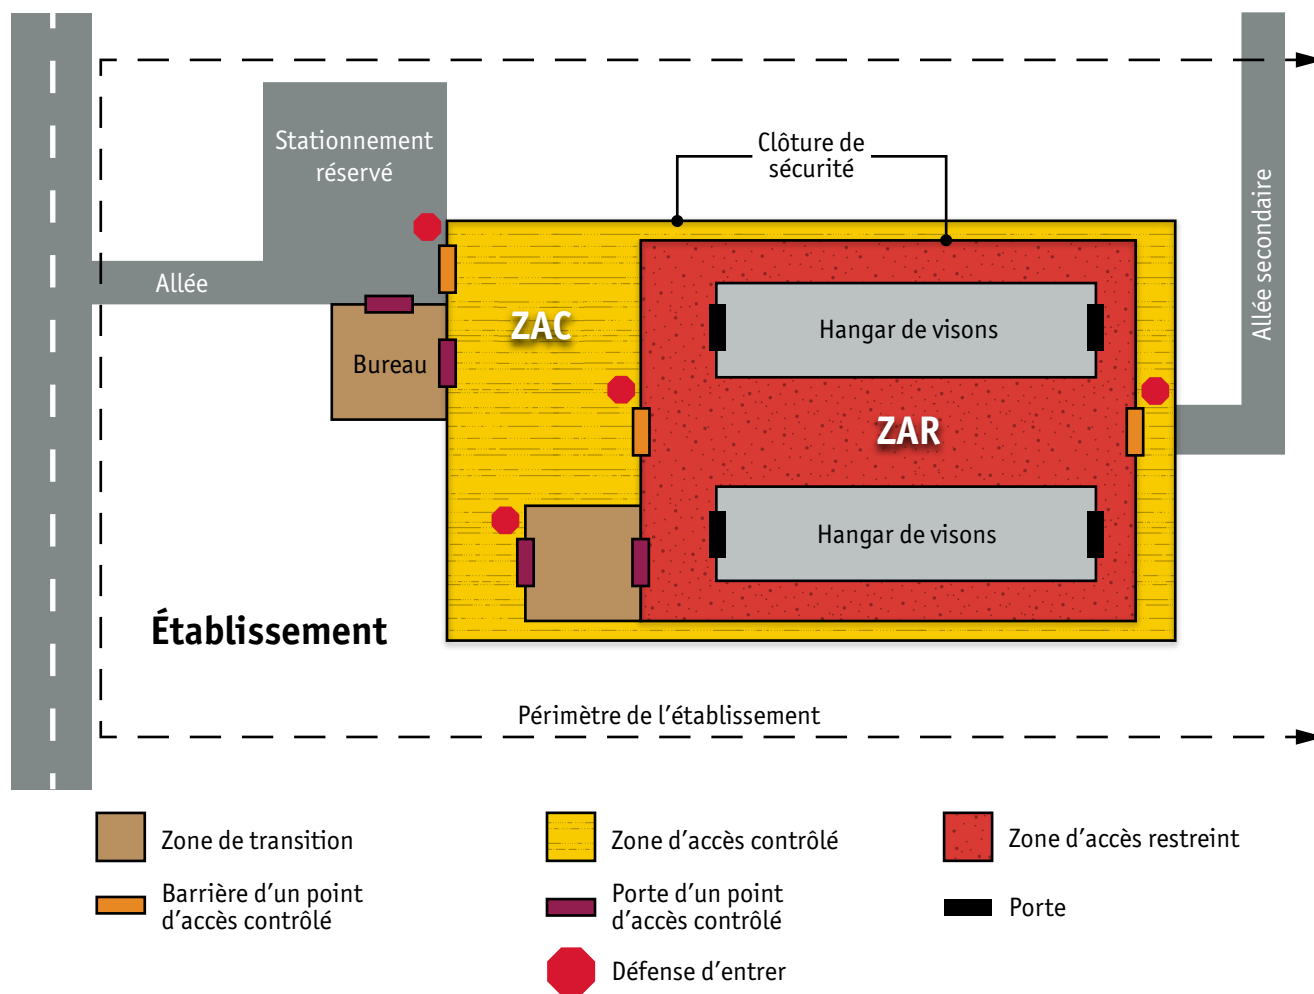 Stationnement
réservé
Clôture de
sécurité
Allée secondaire
Allée
ZAC
Hangar de visons
Bureau
ZAR
Hangar de visons
Établissement
Périmètre de l'établissement
Zone de transition
Zone d'accès contrôlé
Zone d'accès restreint
Barrière d'un point
d'accès contrôlé
Porte d'un point
d'accès contrôlé
Porte
Défense d'entrer